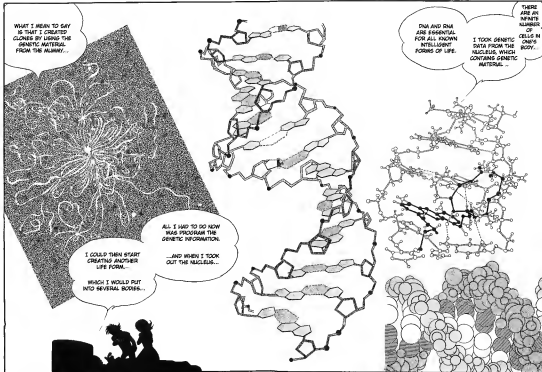 THERE
ARE AN
INFINITE
NUMBER
OF
CELLS IN
ONE'S
BODY...
I TOOK GENETIC
DATA FROM THE
NUCLEUS, WHICH
CONTAINS GENETIC
MATERIAL ...
DNA AND RNA
ARE ESSENTIAL
FOR ALL KNOWN
INTELLIGENT
FORMS OF LIFE.
ALL I HAD TO DO NOW
WAS PROGRAM THE
GENETIC INFORMATION.
...AND WHEN I TOOK
OUT THE NUCLEUS...
I COULD THEN START
CREATING ANOTHER
LIFE FORM...
WHICH I WOULD PUT
INTO SEVERAL BODIES...
WHAT I MEAN TO SAY
IS THAT I CREATED
CLONES BY USING THE
GENETIC MATERIAL
FROM THE MUMMY...